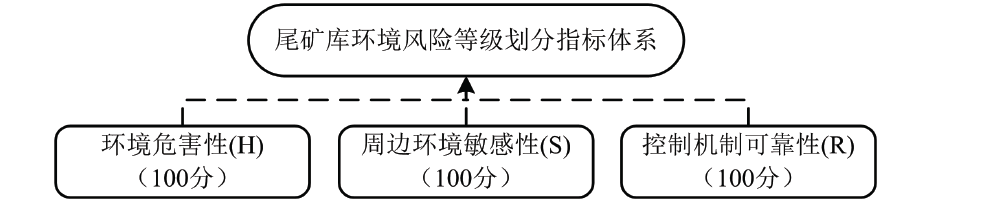 尾矿库环境风险等级划分指标体系
环境危害性(H)
（100分）
周边环境敏感性(S)
（100分）
控制机制可靠性(R)
（100分）